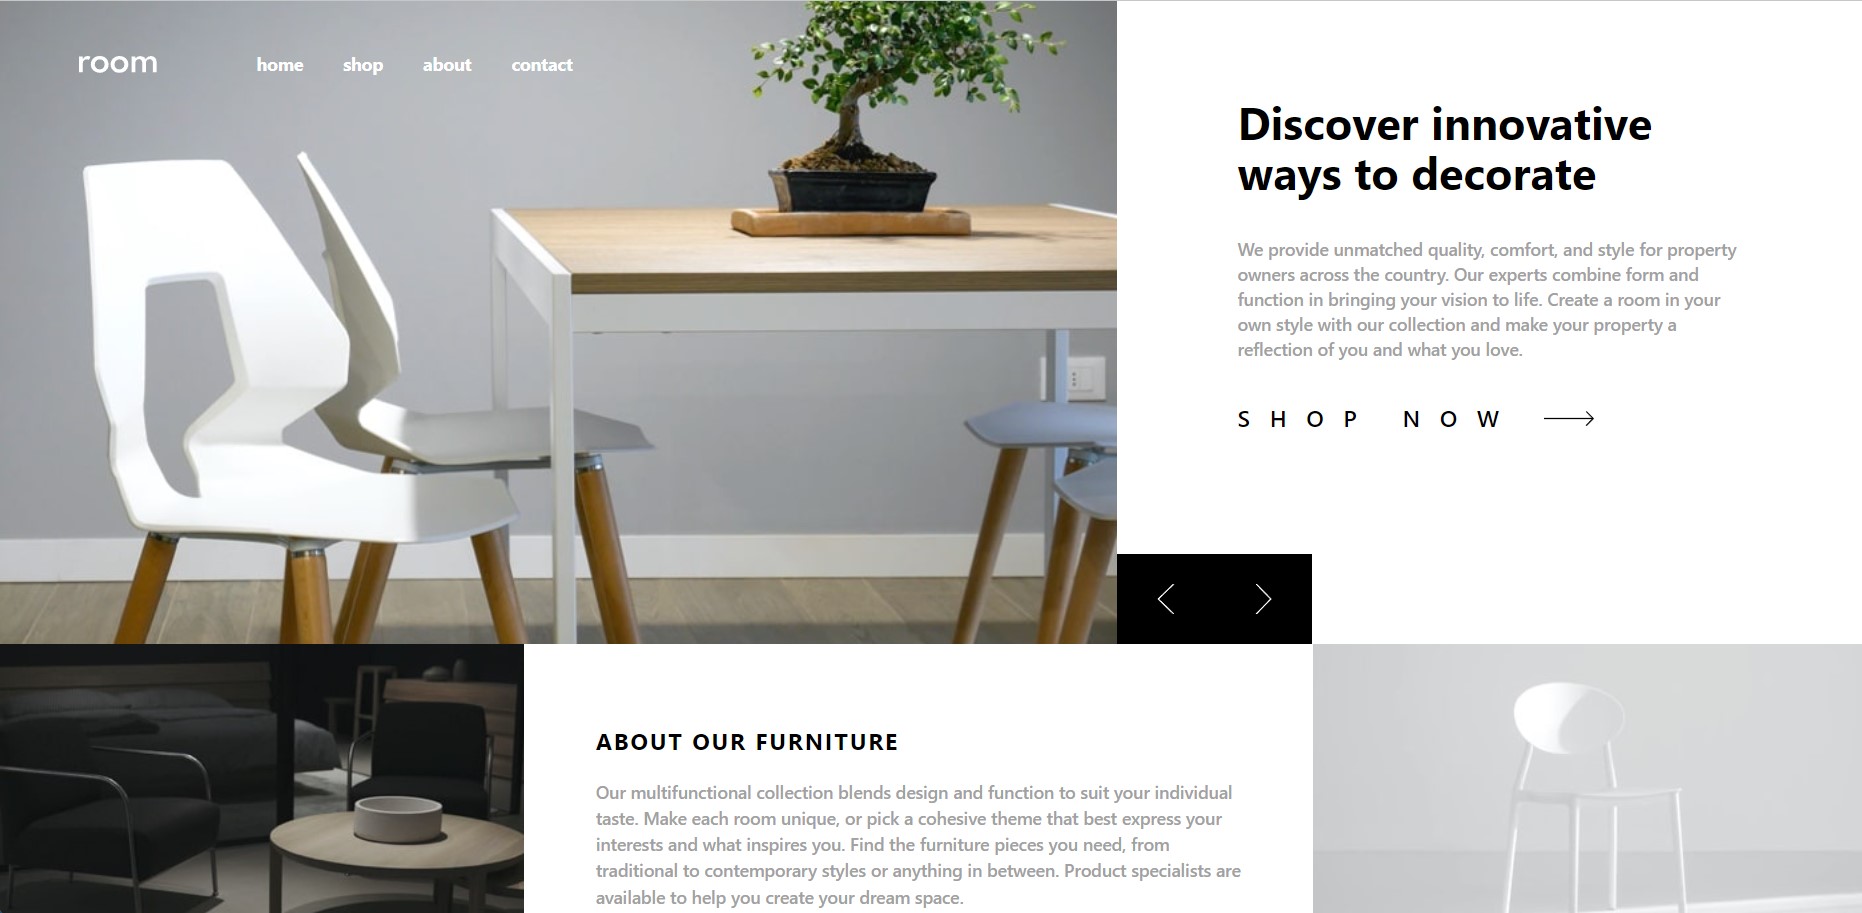 room
home shop about contact
Discover innovative
ways to decorate
We provide unmatched quality, comfort, and style for property
owners across the country. Our experts combine form and
function in bringing your vision to life. Create a room in your
own style with our collection and make your property a
reflection of you and what you love.
SHOP NOW
ABOUT OUR FURNITURE
Our multifunctional collection blends design and function to suit your individual
taste. Make each room unique, or pick a cohesive theme that best express your
interests and what inspires you. Find the furniture pieces you need, from
traditional to contemporary styles or anything in between. Product specialists are
available to help you create your dream space.